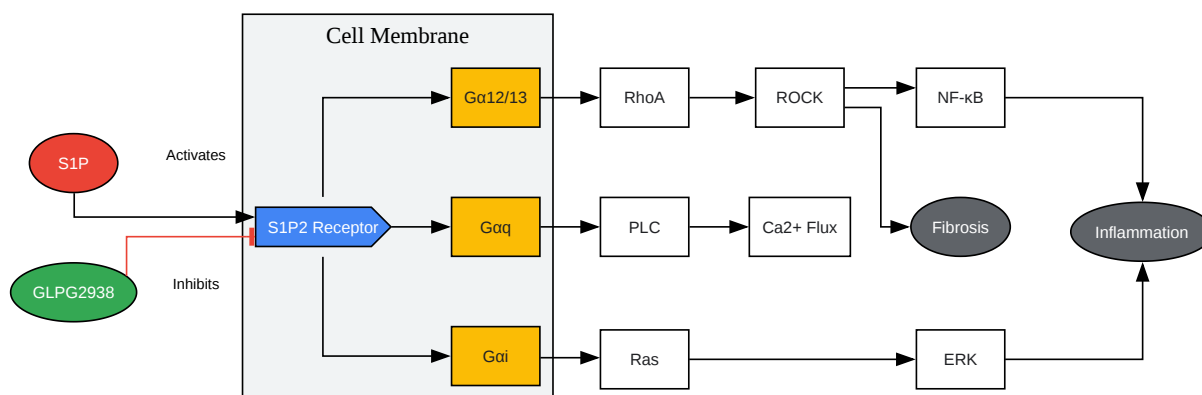 Cell Membrane
Gα12/13
RhoA
ROCK
NF-κB
S1P
Activates
S1P2 Receptor
Gαq
PLC
Ca2+ Flux
Fibrosis
Inflammation
GLPG2938
Inhibits
Gαi
Ras
ERK